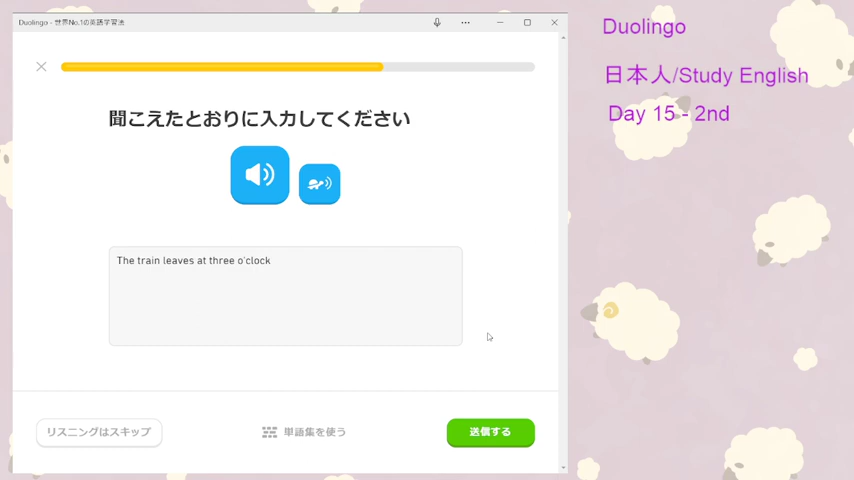 Duolingo - 世界No.1の英語学習法
聞こえたとおりに入力してください
The train leaves at three o'clock
リスニングはスキップ
単語集を使う
送信する
Duolingo
日本人/Study English
Day 15 - 2nd